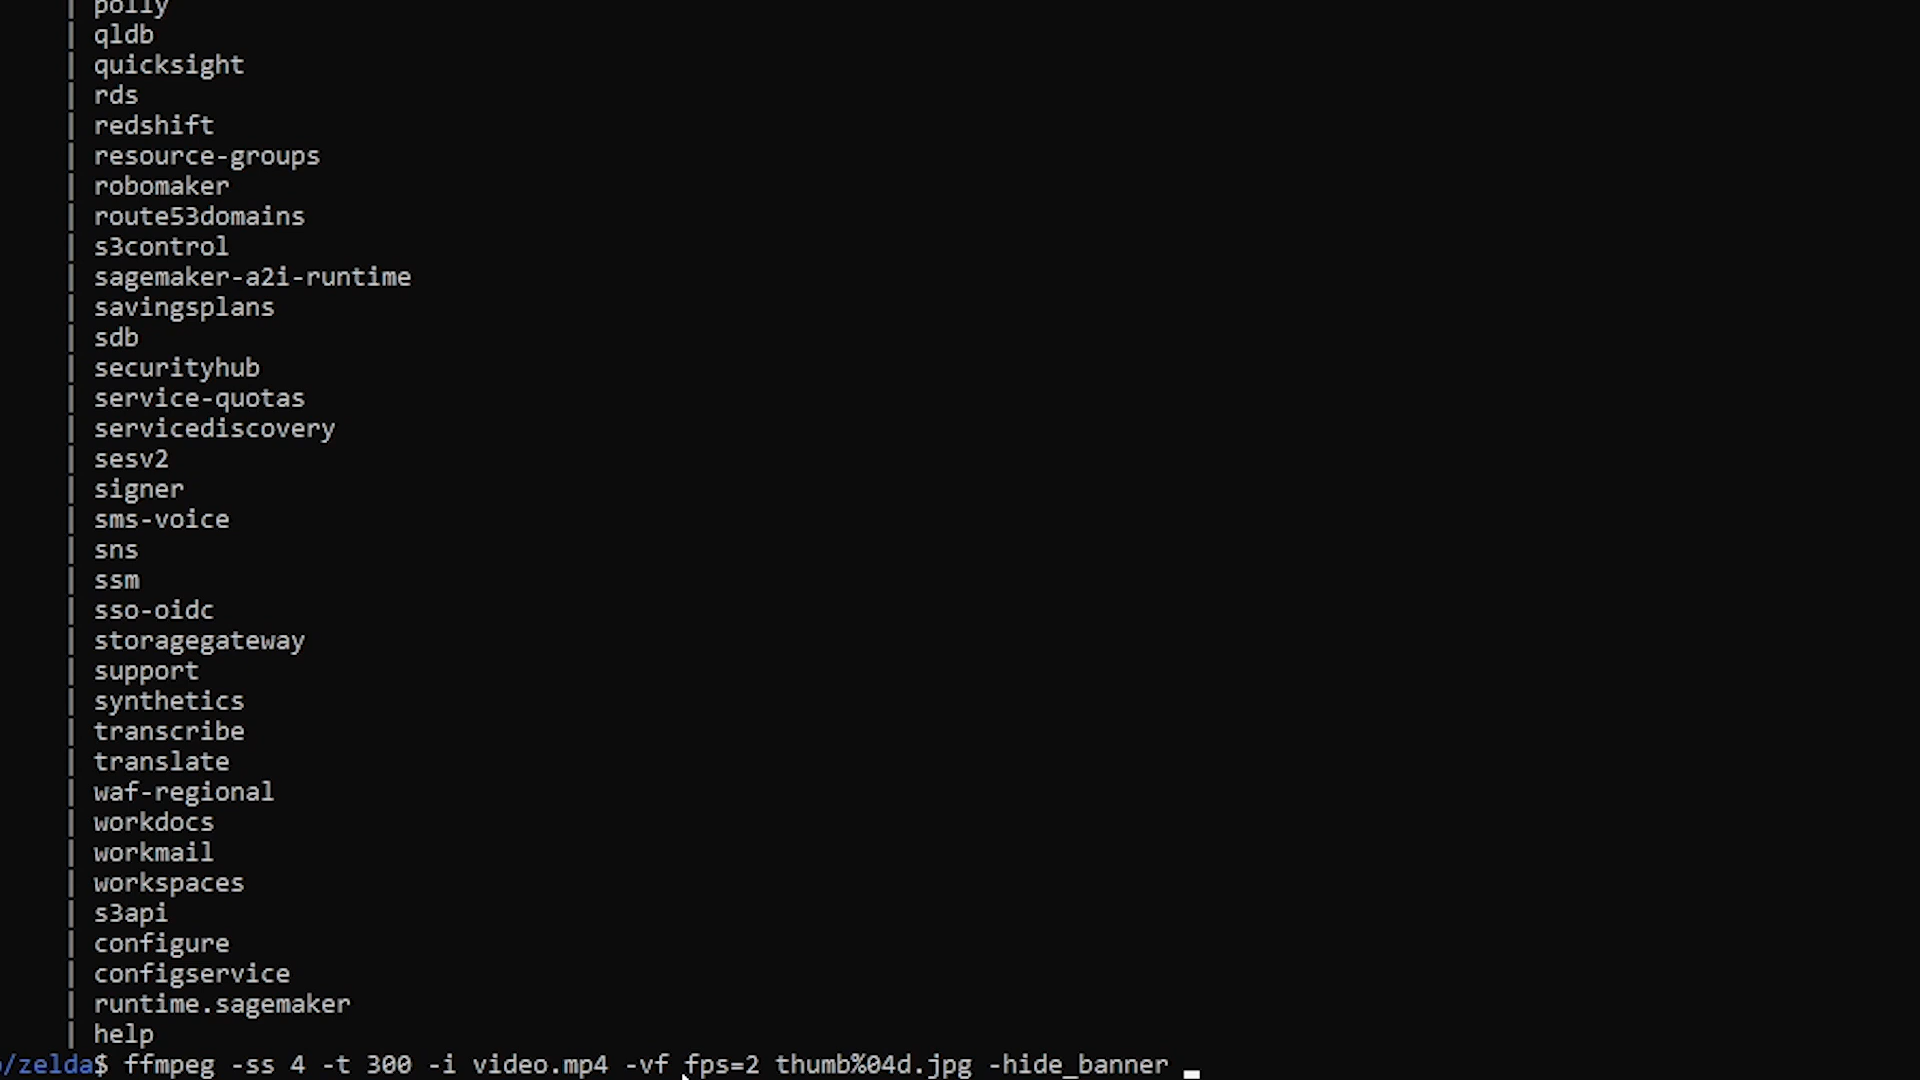 | polly
| qldb
| quicksight
| rds
| redshift
| resource-groups
| robomaker
| route53domains
| s3control
| sagemaker-a2i-runtime
| savingsplans
| sdb
| securityhub
| service-quotas
| servicediscovery
| sesv2
| signer
| sms-voice
| sns
| ssm
| sso-oidc
| storagegateway
| support
| synthetics
| transcribe
| translate
| waf-regional
| workdocs
| workmail
| workspaces
| s3api
| configure
| configservice
| runtime.sagemaker
| help
/zelda$ ffmpeg -ss 4 -t 300 -i video.mp4 -vf fps=2 thumb%04d.jpg -hide_banner